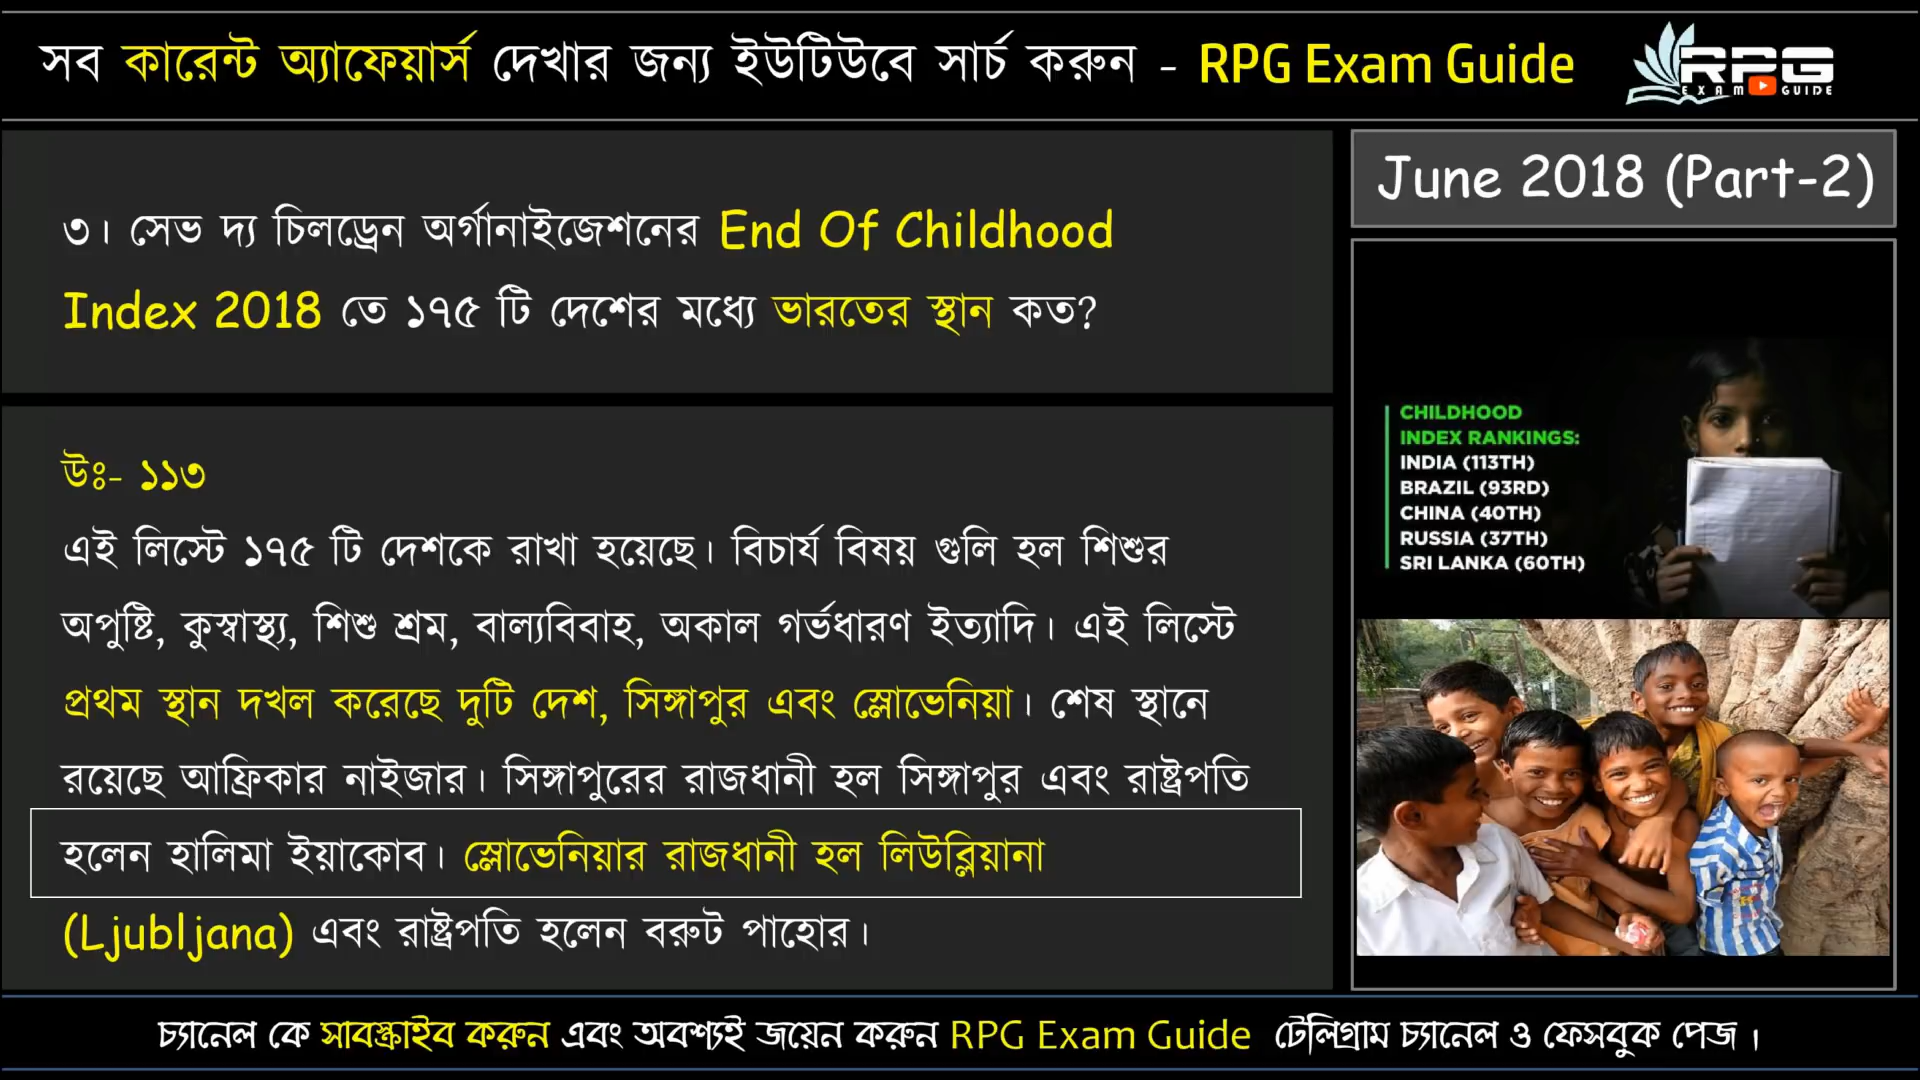 সব কারেন্ট অ্যাফেয়ার্স দেখার জন্য ইউটিউবে সার্চ করুন - RPG Exam Guide
RPG
EXAM GUIDE
৩। সেভ দ্য চিলড্রেন অর্গানাইজেশনের End Of Childhood
Index 2018 তে ১৭৫ টি দেশের মধ্যে ভারতের স্থান কত?
উঃ- ১১৩
এই লিস্টে ১৭৫ টি দেশকে রাখা হয়েছে। বিচার্য বিষয় গুলি হল শিশুর
অপুষ্টি, কুস্বাস্থ্য, শিশু শ্রম, বাল্যবিবাহ, অকাল গর্ভধারণ ইত্যাদি। এই লিস্টে
প্রথম স্থান দখল করেছে দুটি দেশ, সিঙ্গাপুর এবং স্লোভেনিয়া। শেষ স্থানে
রয়েছে আফ্রিকার নাইজার। সিঙ্গাপুরের রাজধানী হল সিঙ্গাপুর এবং রাষ্ট্রপতি
হলেন হালিমা ইয়াকোব। স্লোভেনিয়ার রাজধানী হল লিউব্লিয়ানা
(Ljubljana) এবং রাষ্ট্রপতি হলেন বরুট পাহোর।
June 2018 (Part-2)
CHILDHOOD
INDEX RANKINGS:
INDIA (113TH)
BRAZIL (93RD)
CHINA (40TH)
RUSSIA (37TH)
SRI LANKA (60TH)
চ্যানেল কে সাবস্ক্রাইব করুন এবং অবশ্যই জয়েন করুন RPG Exam Guide টেলিগ্রাম চ্যানেল ও ফেসবুক পেজ।